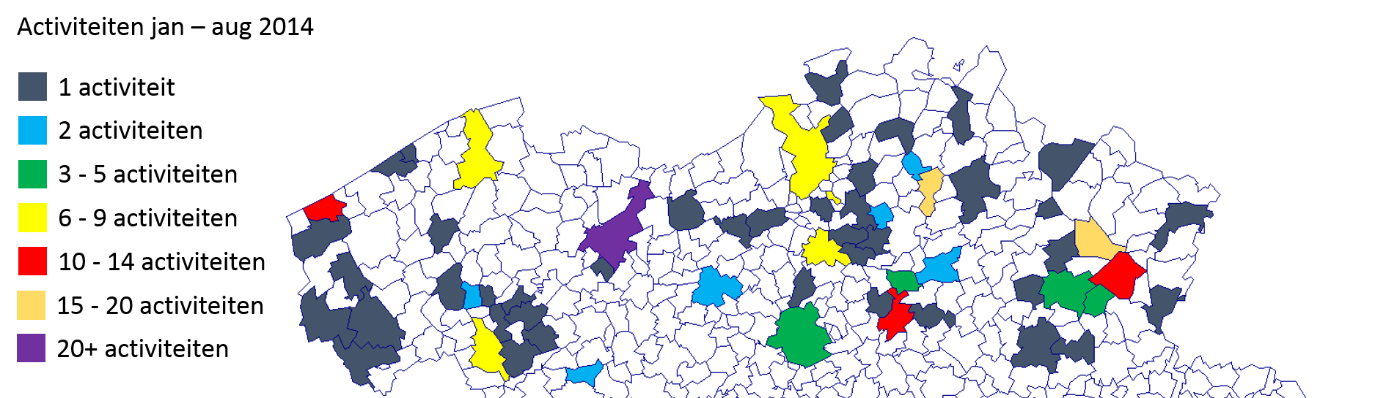 Activiteiten jan – aug 2014
1 activiteit
2 activiteiten
3 - 5 activiteiten
6 - 9 activiteiten
10 - 14 activiteiten
15 - 20 activiteiten
20+ activiteiten